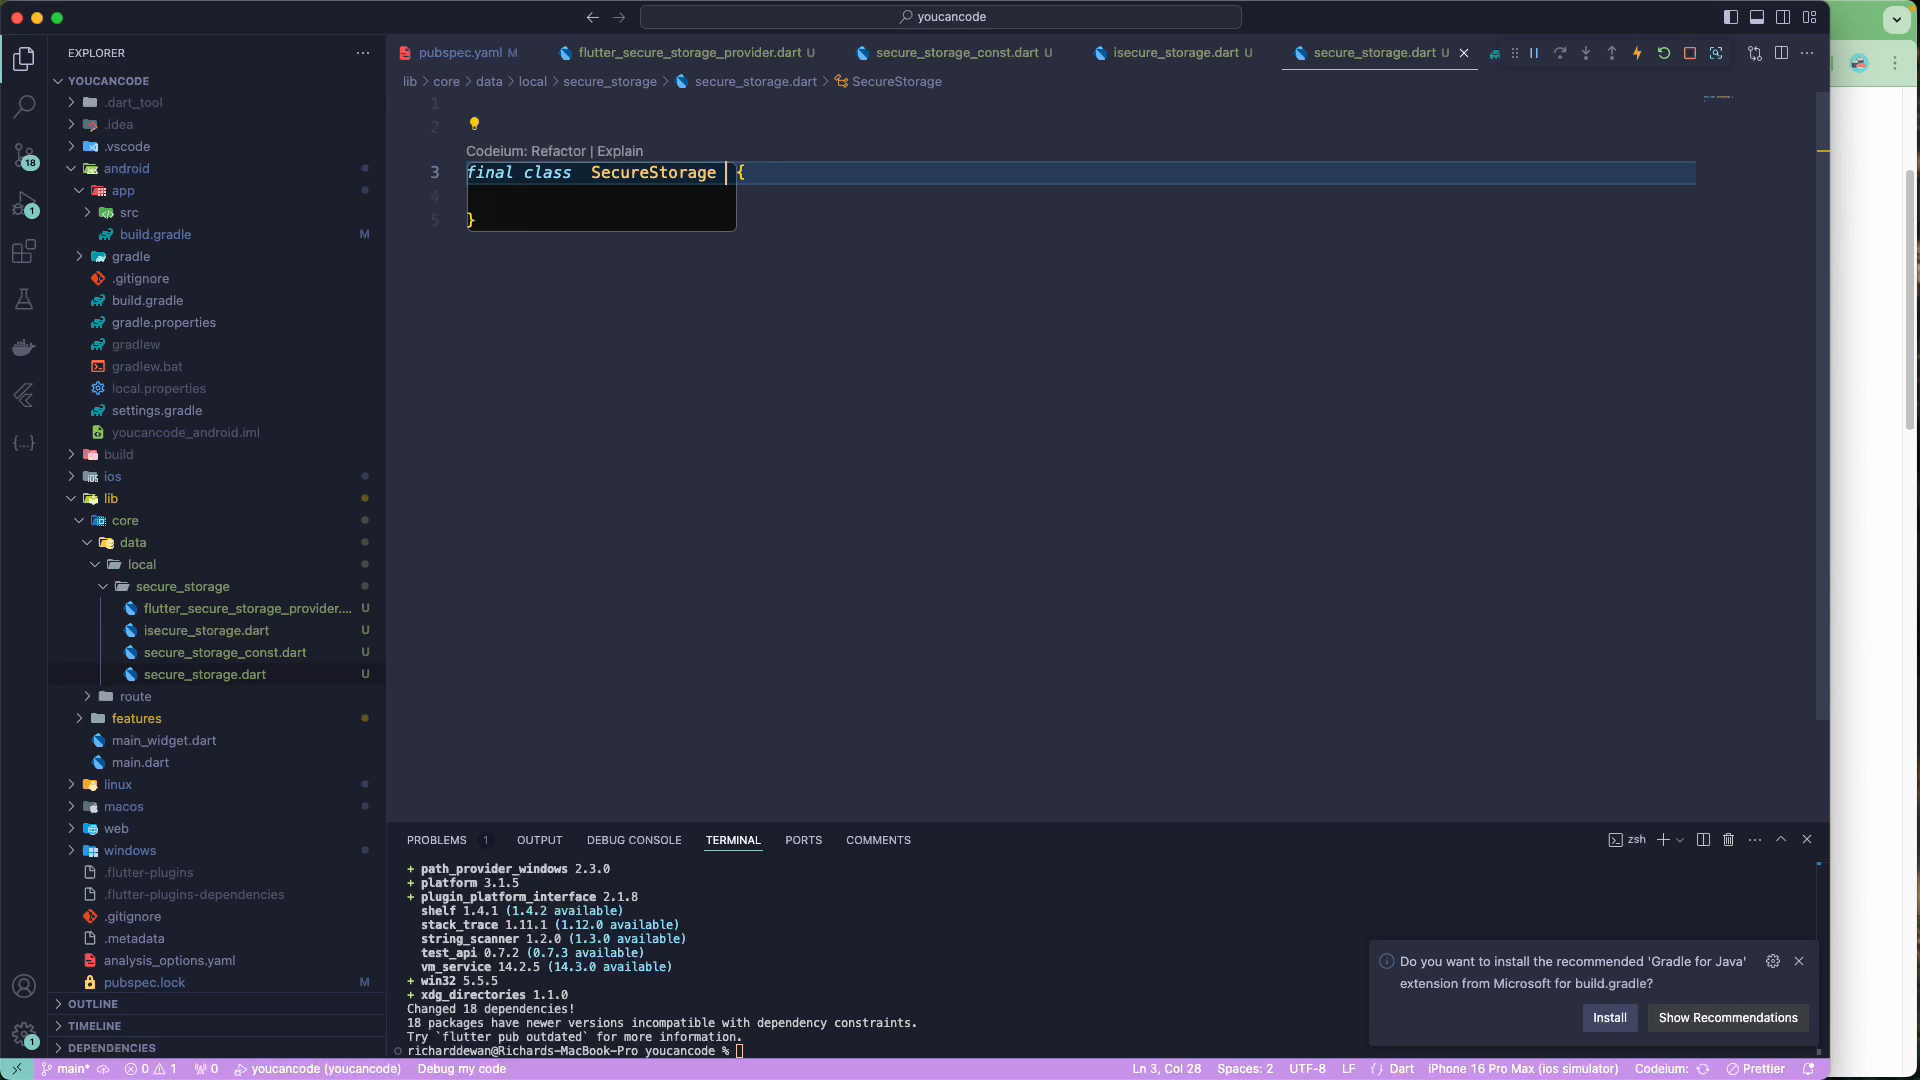 youcancode
EXPLORER
YOUCANCODE
.dart_tool
.idea
.vscode
android
app
src
build.gradle M
gradle
.gitignore
build.gradle
gradle.properties
gradlew
gradlew.bat
local.properties
settings.gradle
youcancode_android.iml
build
ios
lib
core
data
local
secure_storage
flutter_secure_storage_provider.... U
isecure_storage.dart U
secure_storage_const.dart U
secure_storage.dart U
route
features
main_widget.dart
main.dart
linux
macos
web
windows
.flutter-plugins
.flutter-plugins-dependencies
.gitignore
.metadata
analysis_options.yaml
pubspec.lock M
OUTLINE
TIMELINE
DEPENDENCIES
18
1
1
pubspec.yaml M flutter_secure_storage_provider.dart U secure_storage_const.dart U isecure_storage.dart U secure_storage.dart U
lib > core > data > local > secure_storage > secure_storage.dart > SecureStorage
1
2
Codeium: Refactor | Explain
3 final class  SecureStorage  {
4
5 }
PROBLEMS 1 OUTPUT DEBUG CONSOLE TERMINAL PORTS COMMENTS zsh
+ path_provider_windows 2.3.0
+ platform 3.1.5
+ plugin_platform_interface 2.1.8
shelf 1.4.1 (1.4.2 available)
stack_trace 1.11.1 (1.12.0 available)
string_scanner 1.2.0 (1.3.0 available)
test_api 0.7.2 (0.7.3 available)
vm_service 14.2.5 (14.3.0 available)
+ win32 5.5.5
+ xdg_directories 1.1.0
Changed 18 dependencies!
18 packages have newer versions incompatible with dependency constraints.
Try `flutter pub outdated` for more information.
richarddewan@Richards-MacBook-Pro youcancode %
Do you want to install the recommended 'Gradle for Java'
extension from Microsoft for build.gradle?
Install Show Recommendations
main* 0 1 0 youcancode (youcancode) Debug my code Ln 3, Col 28 Spaces: 2 UTF-8 LF Dart iPhone 16 Pro Max (ios simulator) Codeium: Prettier